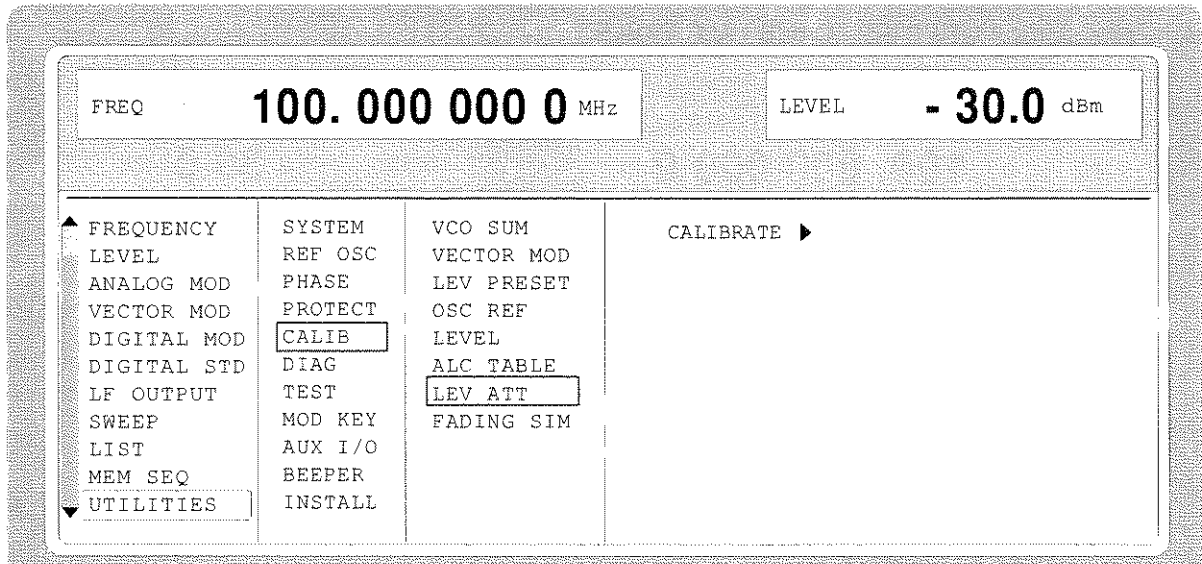 FREQ 100. 000 000 0 MHz LEVEL - 30.0 dBm
FREQUENCY
LEVEL
ANALOG MOD
VECTOR MOD
DIGITAL MOD
DIGITAL STD
LF OUTPUT
SWEEP
LIST
MEM SEQ
UTILITIES
SYSTEM
REF OSC
PHASE
PROTECT
CALIB
DIAG
TEST
MOD KEY
AUX I/O
BEEPER
INSTALL
VCO SUM
VECTOR MOD
LEV PRESET
OSC REF
LEVEL
ALC TABLE
LEV ATT
FADING SIM
CALIBRATE